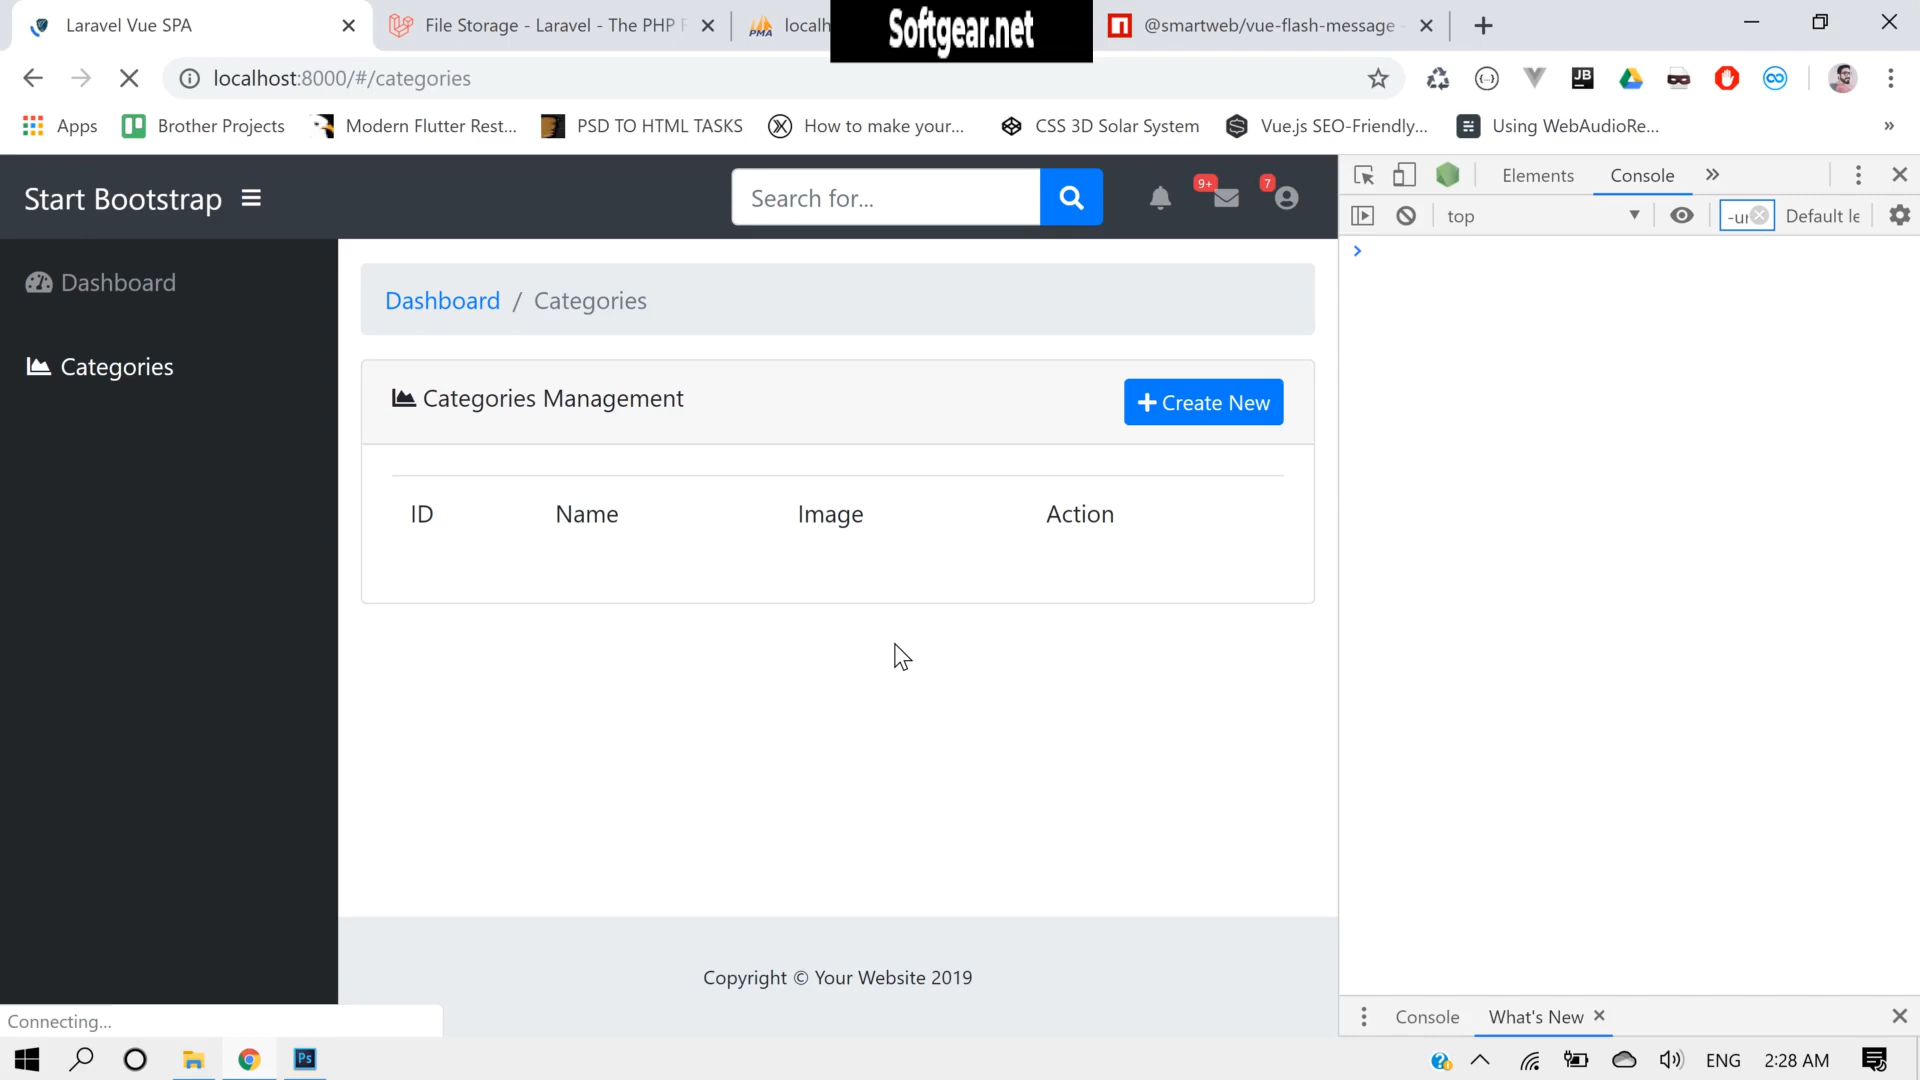 Laravel Vue SPA
File Storage - Laravel - The PHP F
PMA
localh
Softgear.net
@smartweb/vue-flash-message -
localhost:8000/#/categories
JB
Apps
Brother Projects
Modern Flutter Rest...
PSD TO HTML TASKS
How to make your...
CSS 3D Solar System
Vue.js SEO-Friendly...
Using WebAudioRe...
»
Start Bootstrap
Search for...
9+
7
Elements
Console
»
top
-ur
Default le
Dashboard
Categories
Dashboard / Categories
Categories Management
Create New
ID
Name
Image
Action
Copyright © Your Website 2019
Connecting...
Console
What's New
Ps
ENG
2:28 AM